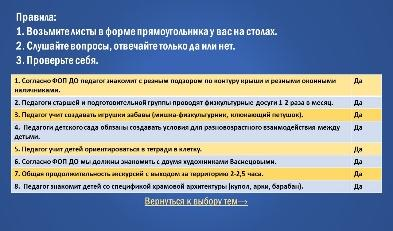 Правила:
1. Возьмите листы в форме прямоугольника у вас на столах.
2. Слушайте вопросы, отвечайте только да или нет.
3. Проверьте себя.
1. Согласно ФОП ДО педагог знакомит с резным подзором по контуру крыши и резными оконными Да
наличниками.
2. Педагоги старшей и подготовительной группы проводят физкультурные досуги 1-2 раза в месяц. Да
3. Педагог учит создавать игрушки забавы (мишка-физкультурник, клюющий петушок). Да
4. Педагоги детского сада обязаны создавать условия для разновозрастного взаимодействия между Да
детьми.
5. Педагог учит детей ориентироваться в тетради в клетку. Да
6. Согласно ФОП ДО мы должны знакомить с двумя художниками Васнецовыми. Да
7. Общая продолжительность экскурсий с выходом за территорию 2-2,5 часа. Да
8. Педагог знакомит детей со спецификой храмовой архитектуры (купол, арки, барабан). Да
Вернуться к выбору тем→